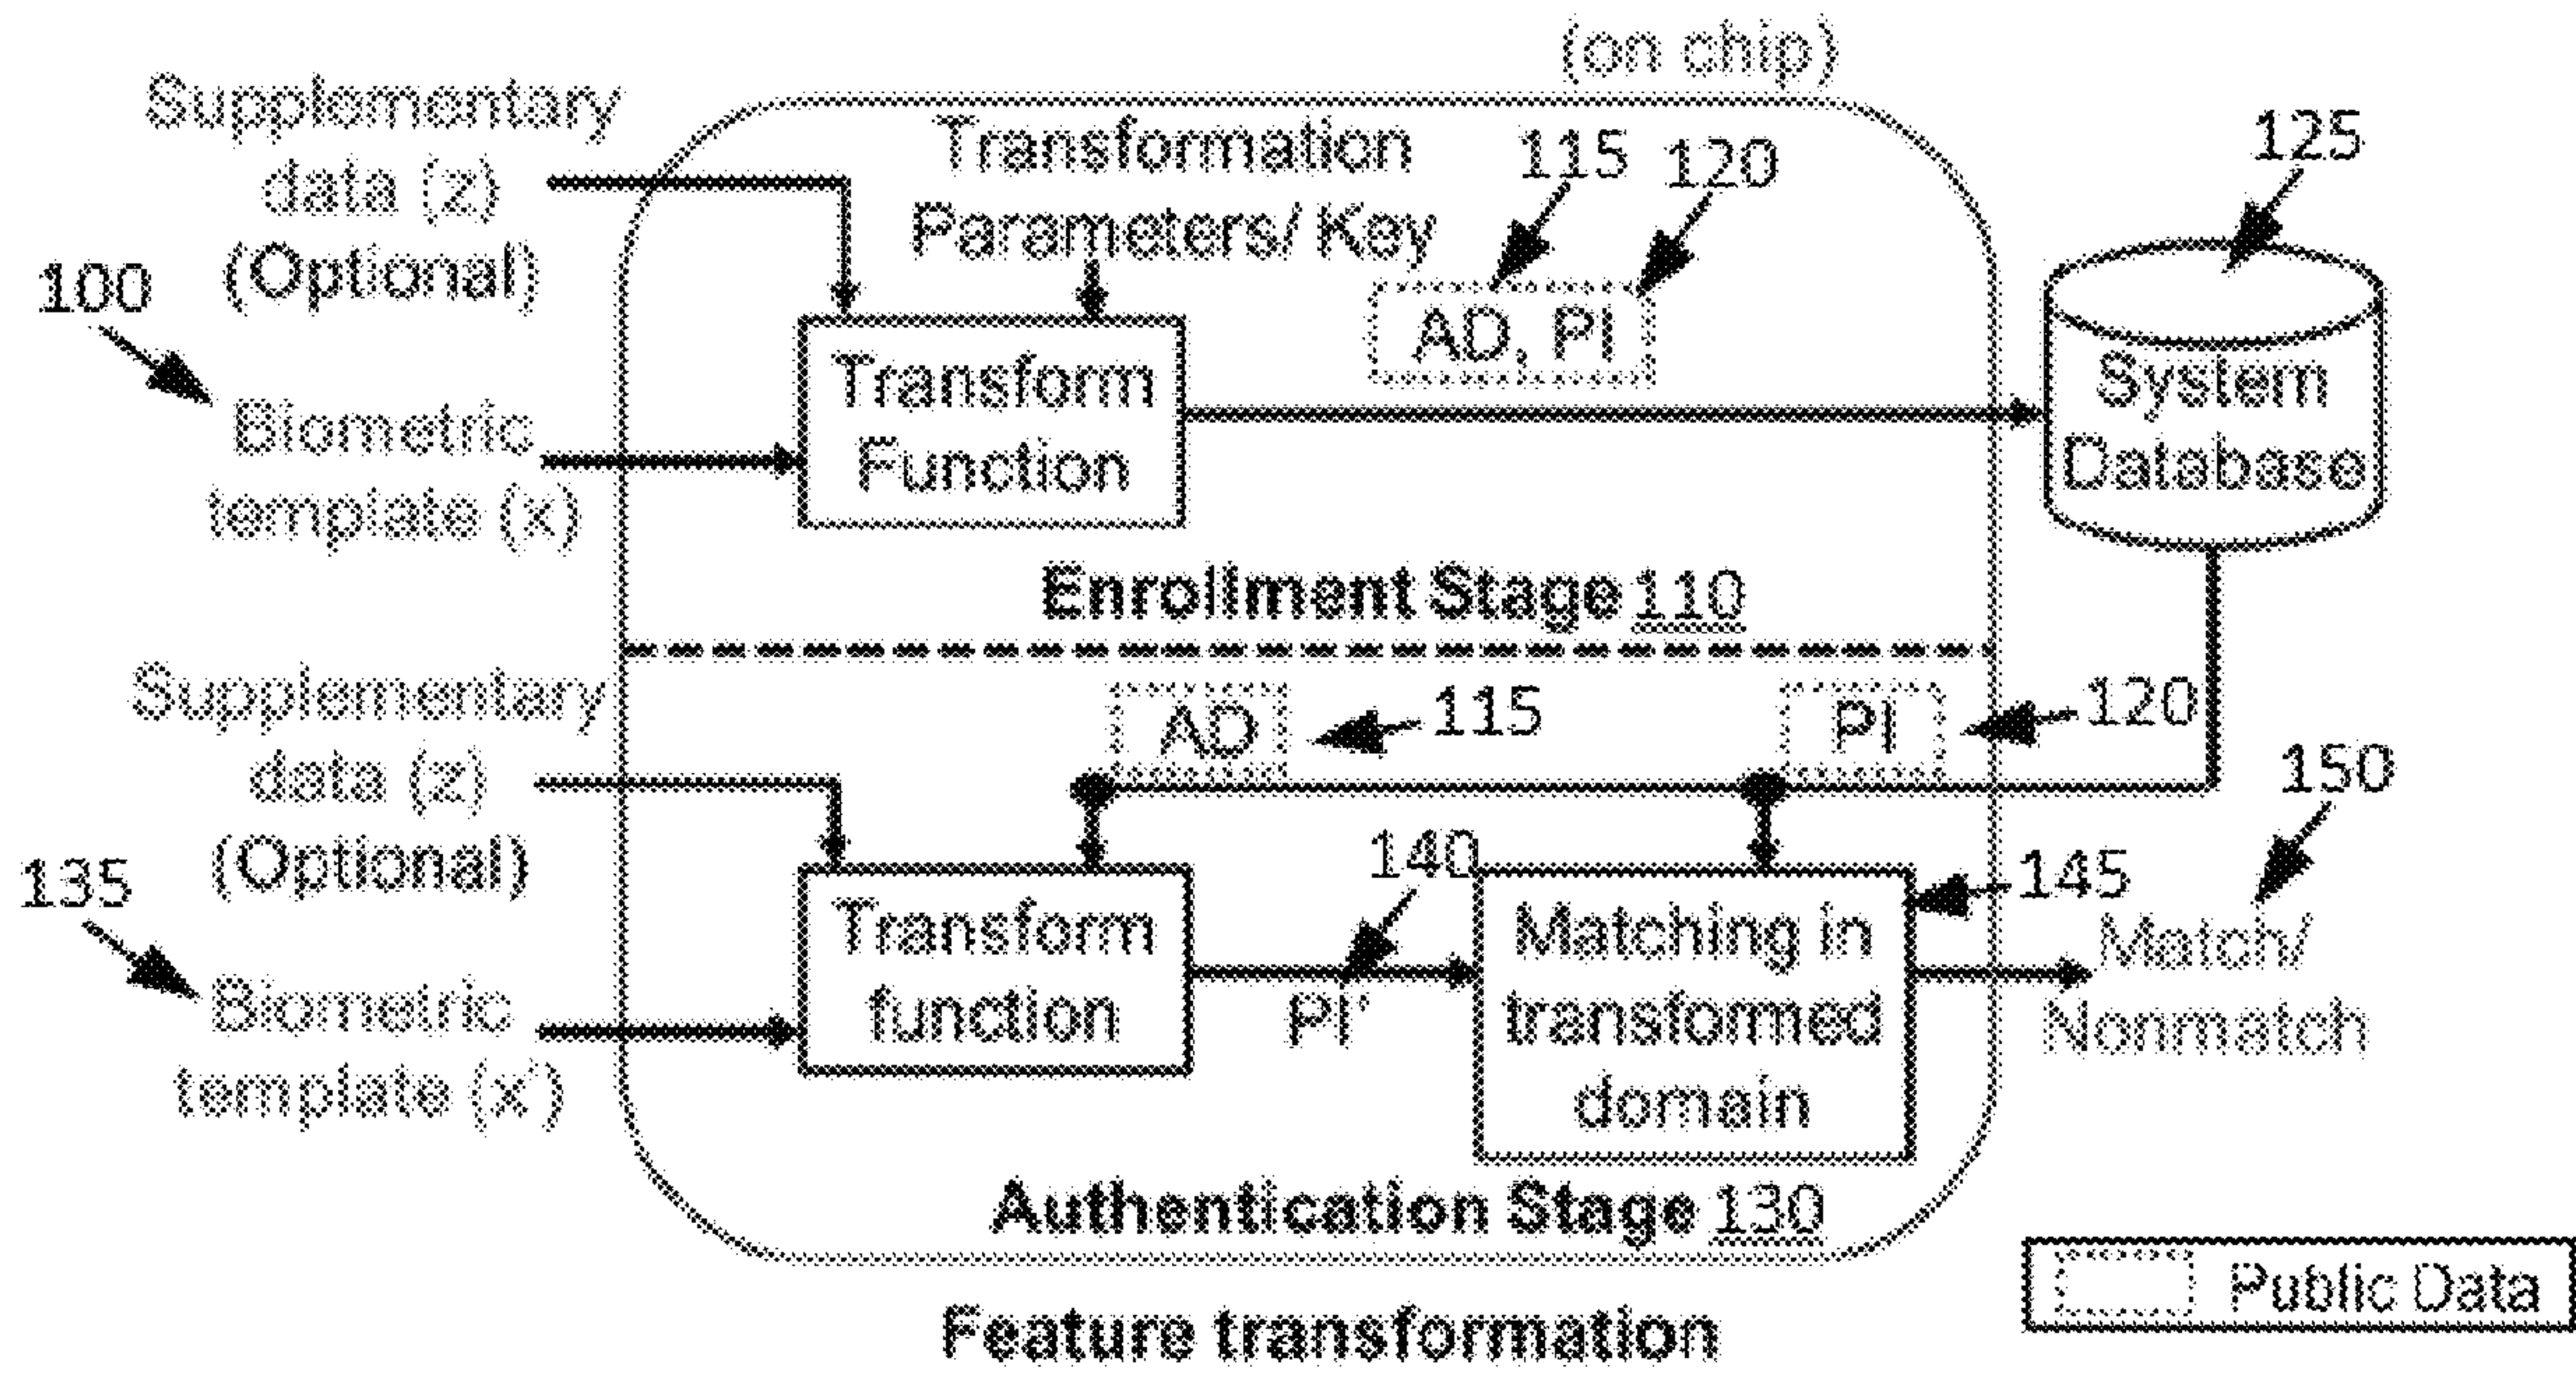 (on chip)
Supplementary
data (z)
(Optional)
100
Biometric
template (x)
Transformation
Parameters/ Key
115
120
AD, PI
125
Transform
Function
System
Database
Enrollment Stage 110
Supplementary
data (z)
(Optional)
135
Biometric
template (x')
AD
115
PI
120
Transform
function
140
PI'
Matching in
transformed
domain
145
150
Match/
Nonmatch
Authentication Stage 130
Feature transformation
Public Data